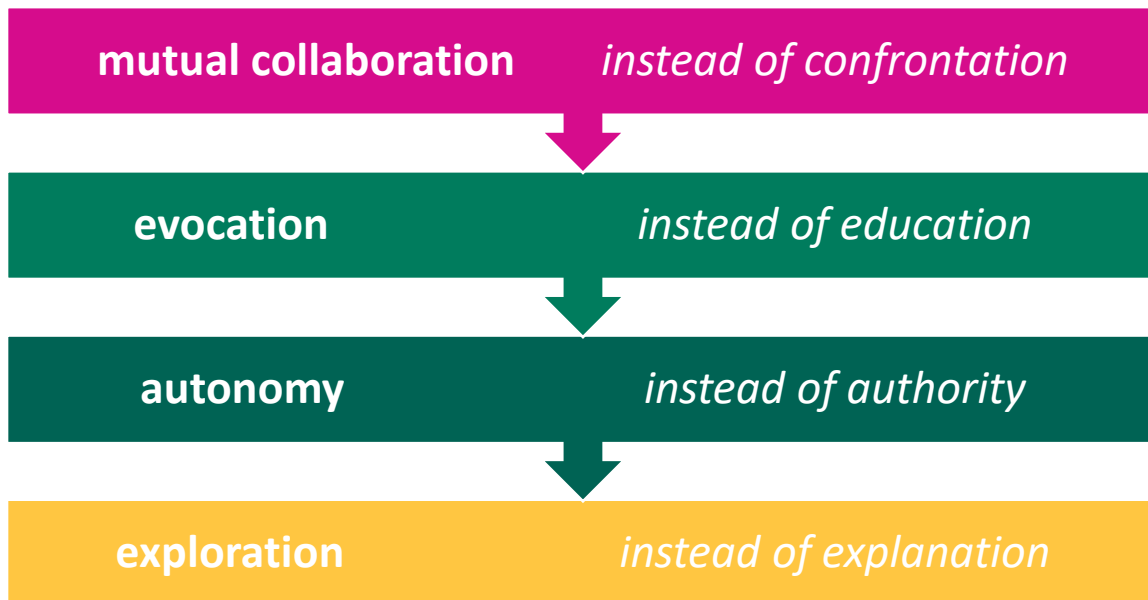 mutual collaboration instead of confrontation
evocation instead of education
autonomy instead of authority
exploration instead of explanation